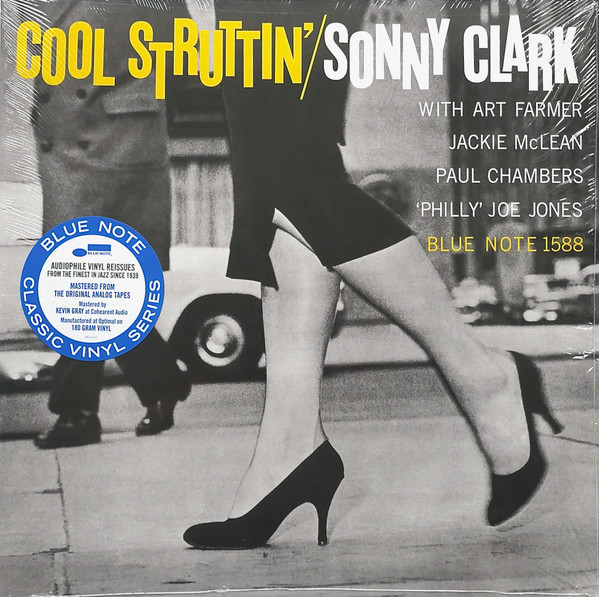 COOL STRUTTIN'/SONNY CLARK
WITH ART FARMER
JACKIE McLEAN
PAUL CHAMBERS
'PHILLY' JOE JONES
BLUE NOTE 1588
BLUE NOTE
BLUE NOTE
AUDIOPHILE VINYL REISSUES
FROM THE FINEST IN JAZZ SINCE 1939
MASTERED FROM
THE ORIGINAL ANALOG TAPES
Mastered by
KEVIN GRAY at Cohearent Audio
Manufactured at Optimal on
180 GRAM VINYL
CLASSIC VINYL SERIES